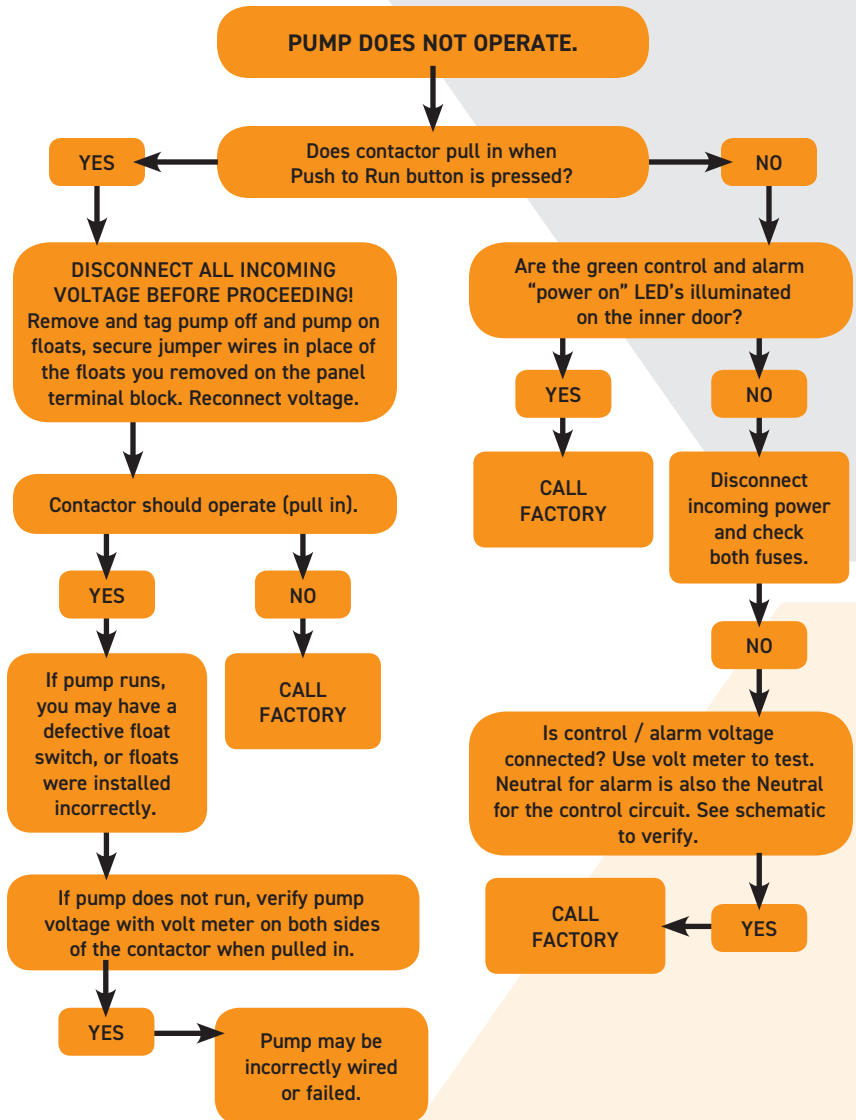 PUMP DOES NOT OPERATE.
Does contactor pull in when
Push to Run button is pressed?
YES
NO
DISCONNECT ALL INCOMING
VOLTAGE BEFORE PROCEEDING!
Remove and tag pump off and pump on
floats, secure jumper wires in place of
the floats you removed on the panel
terminal block. Reconnect voltage.
Contactor should operate (pull in).
YES
NO
If pump runs,
you may have a
defective float
switch, or floats
were installed
incorrectly.
CALL
FACTORY
If pump does not run, verify pump
voltage with volt meter on both sides
of the contactor when pulled in.
YES
Pump may be
incorrectly wired
or failed.
Are the green control and alarm
“power on” LED’s illuminated
on the inner door?
YES
NO
CALL
FACTORY
Disconnect
incoming power
and check
both fuses.
NO
Is control / alarm voltage
connected? Use volt meter to test.
Neutral for alarm is also the Neutral
for the control circuit. See schematic
to verify.
YES
CALL
FACTORY